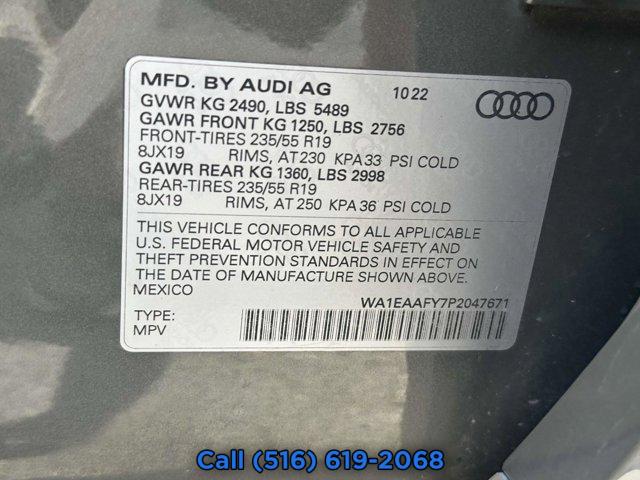 MFD. BY AUDI AG 10 22
GVWR KG 2490, LBS 5489
GAWR FRONT KG 1250, LBS 2756
FRONT-TIRES 235/55 R19
8JX19 RIMS, AT 230 KPA 33 PSI COLD
GAWR REAR KG 1360, LBS 2998
REAR-TIRES 235/55 R19
8JX19 RIMS, AT 250 KPA 36 PSI COLD
THIS VEHICLE CONFORMS TO ALL APPLICABLE
U.S. FEDERAL MOTOR VEHICLE SAFETY AND
THEFT PREVENTION STANDARDS IN EFFECT ON
THE DATE OF MANUFACTURE SHOWN ABOVE.
MEXICO WA1EAAFY7P2047671
TYPE:
MPV
Call (516) 619-2068